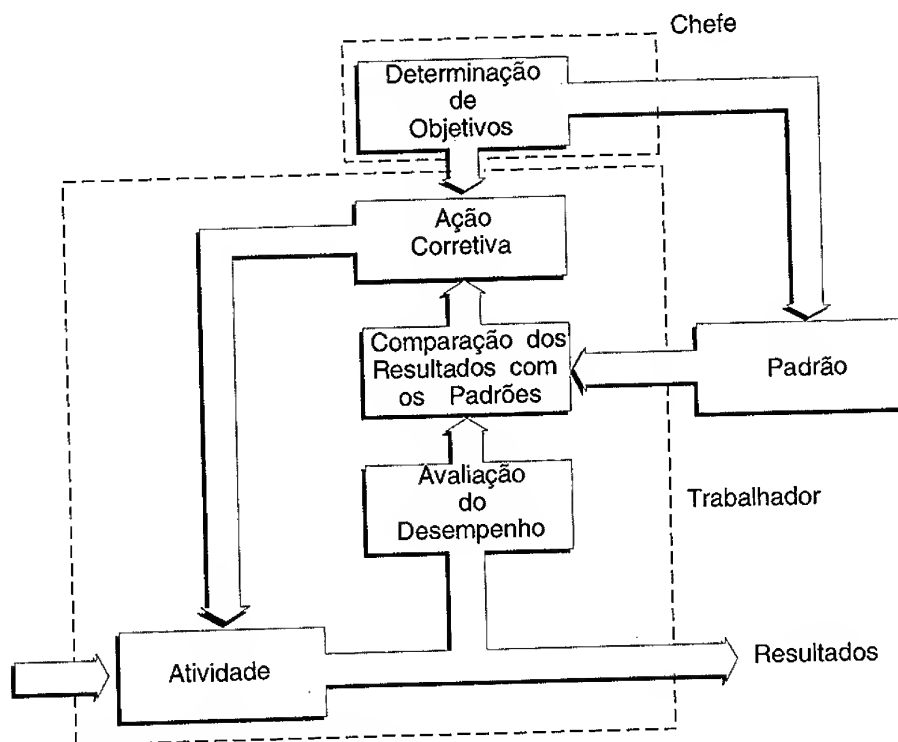 Chefe
Determinação
de
Objetivos
Ação
Corretiva
Comparação dos
Resultados com
os Padrões
Padrão
Avaliação
do
Desempenho
Trabalhador
Atividade
Resultados